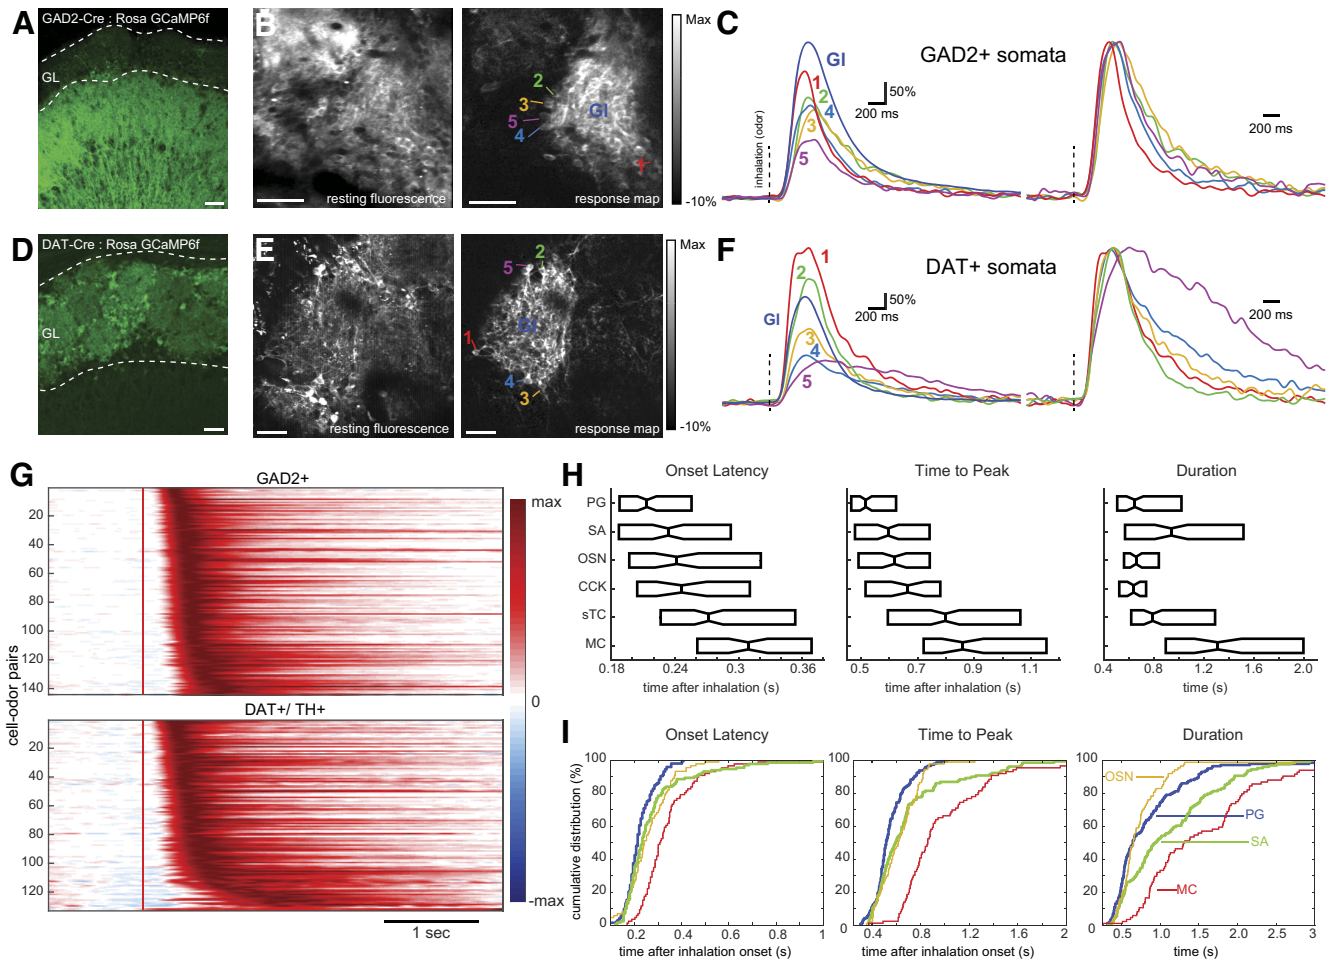 A
GAD2-Cre : Rosa GCaMP6f
GL
B
resting fluorescence
2
3
5
4
Gl
1
response map
Max
-10%
C
GAD2+ somata
Gl
1
2
4
3
5
50%
200 ms
200 ms
inhalation (odor)
D
DAT-Cre : Rosa GCaMP6f
GL
E
resting fluorescence
5
2
Gl
1
4
3
response map
Max
-10%
F
DAT+ somata
1
2
Gl
3
4
5
50%
200 ms
200 ms
G
GAD2+
20
40
60
80
100
120
140
DAT+/ TH+
20
40
60
80
100
120
cell-odor pairs
1 sec
max
0
-max
H
Onset Latency
Time to Peak
Duration
PG
SA
OSN
CCK
sTC
MC
0.18 0.24 0.3 0.36
time after inhalation (s)
0.5 0.7 0.9 1.1
time after inhalation (s)
0.4 0.8 1.2 1.6 2.0
time (s)
I
Onset Latency
Time to Peak
Duration
cumulative distribution (%)
100
80
60
40
20
0
0.2 0.4 0.6 0.8 1
time after inhalation onset (s)
100
80
60
40
20
0
0.4 0.8 1.2 1.6 2
time after inhalation onset (s)
100
80
60
40
20
0
OSN
PG
SA
MC
0.5 1.0 1.5 2.0 2.5 3
time (s)